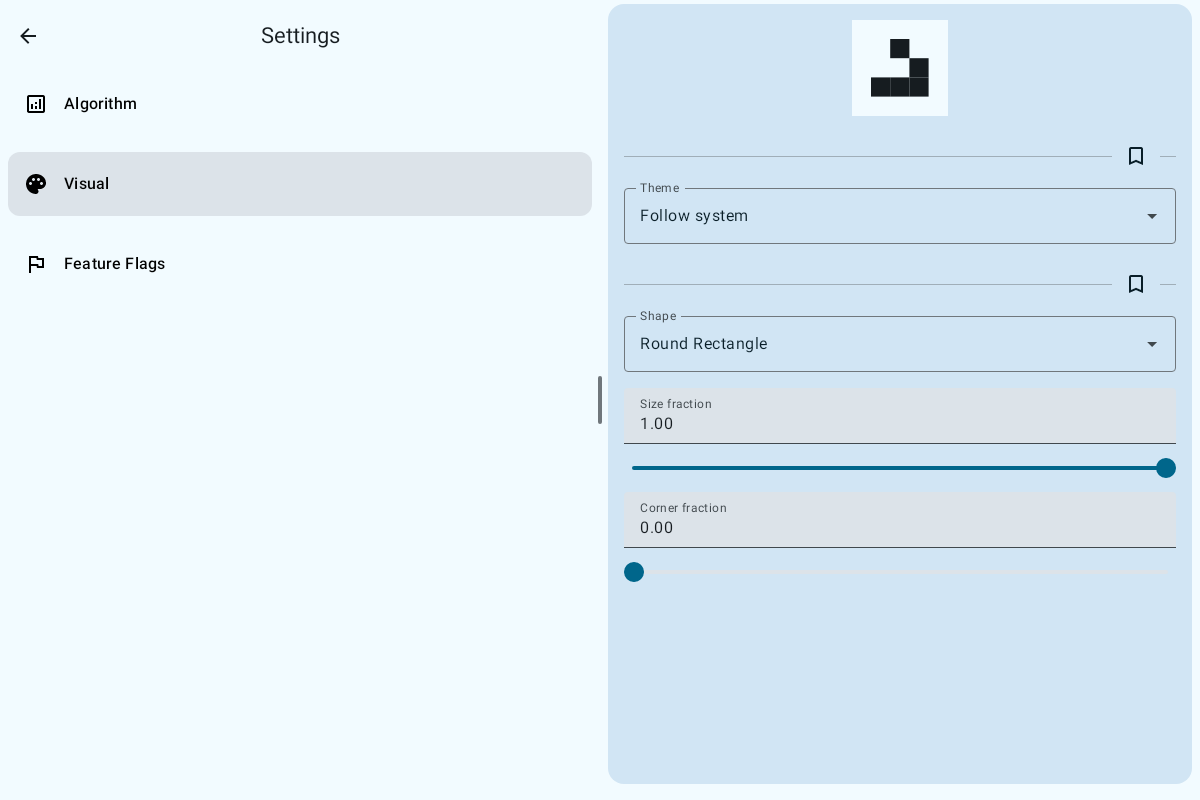 Settings
Algorithm
Visual
Feature Flags
Theme
Follow system
Shape
Round Rectangle
Size fraction
1.00
Corner fraction
0.00